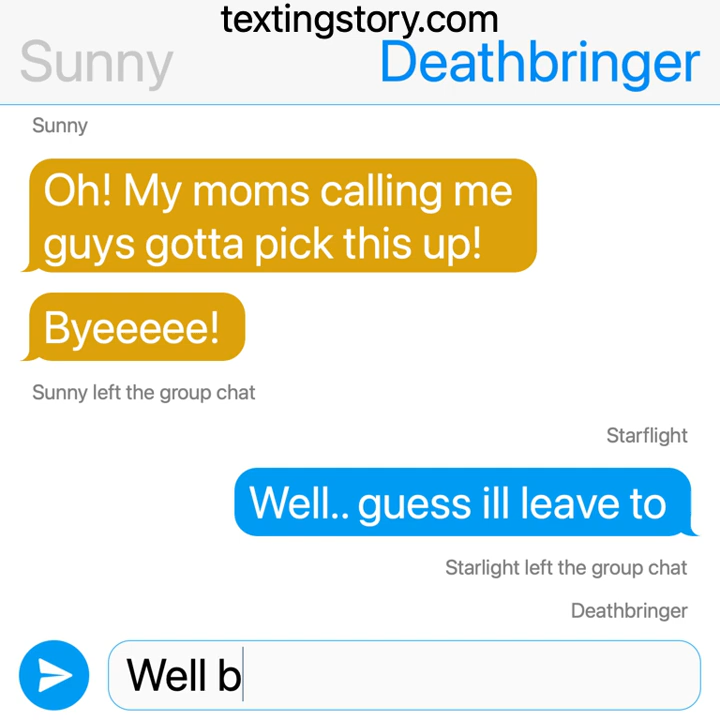 textingstory.com
Sunny Deathbringer
Sunny
Oh! My moms calling me
guys gotta pick this up!
Byeeeee!
Sunny left the group chat
Starflight
Well.. guess ill leave to
Starlight left the group chat
Deathbringer
Well b